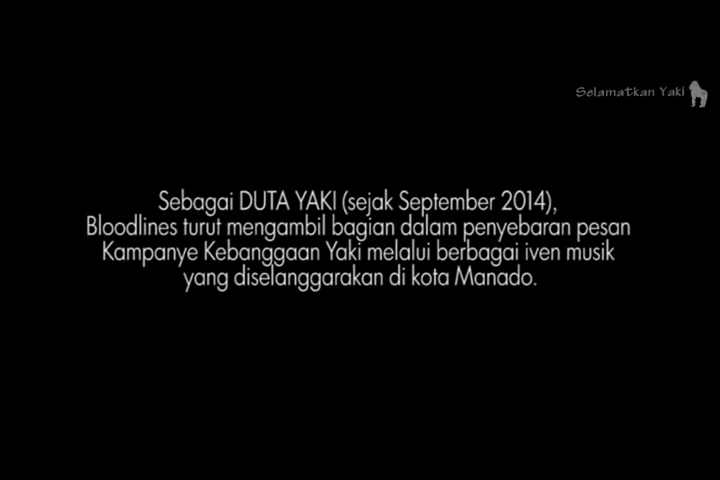 Selamatkan Yaki
Sebagai DUTA YAKI (sejak September 2014),
Bloodlines turut mengambil bagian dalam penyebaran pesan
Kampanye Kebanggaan Yaki melalui berbagai iven musik
yang diselanggarakan di kota Manado.